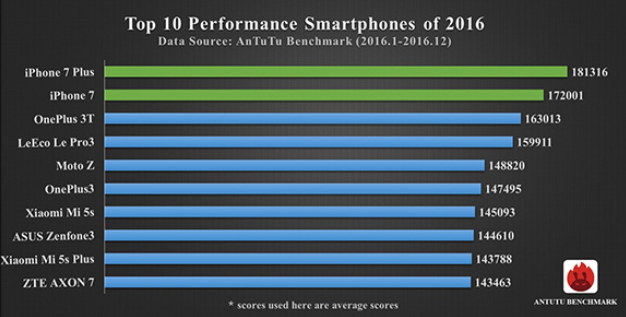 Top 10 Performance Smartphones of 2016
Data Source: AnTuTu Benchmark (2016.1-2016.12)
iPhone 7 Plus 181316
iPhone 7 172001
OnePlus 3T 163013
LeEco Le Pro3 159911
Moto Z 148820
OnePlus3 147495
Xiaomi Mi 5s 145093
ASUS Zenfone3 144610
Xiaomi Mi 5s Plus 143788
ZTE AXON 7 143463
* scores used here are average scores
ANTUTU BENCHMARK